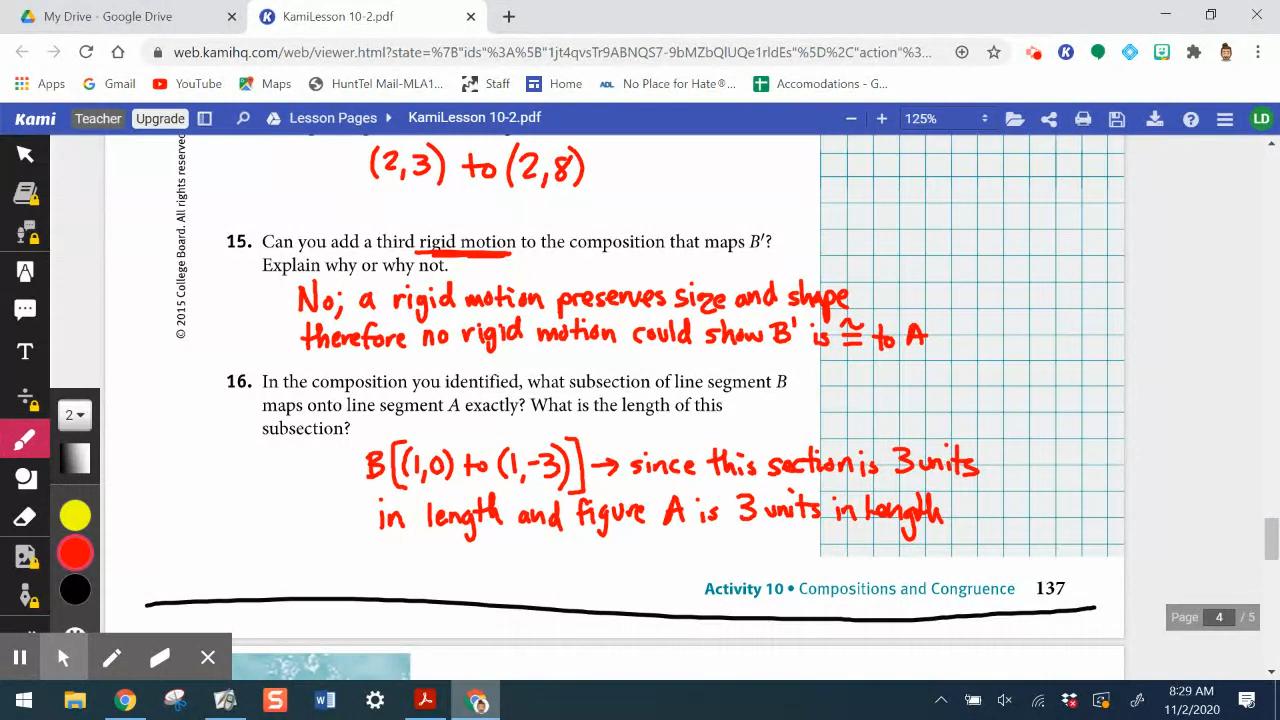 My Drive - Google Drive
KamiLesson 10-2.pdf
web.kamihq.com/web/viewer.html?state=%7B"ids"%3A%5B"1jt4qvsTr9ABNQS7-9bMZbQlUQe1rldEs"%5D%2C"action"%3...
Apps
Gmail
YouTube
Maps
HuntTel Mail-MLA1...
Staff
Home
ADL
No Place for Hate®...
Accomodations - G...
Kami
Teacher
Upgrade
Lesson Pages
KamiLesson 10-2.pdf
125%
LD
© 2015 College Board. All rights reserved
(2,3) to (2,8)
15. Can you add a third rigid motion to the composition that maps B′?
Explain why or why not.
No; a rigid motion preserves size and shape
therefore no rigid motion could show B' is ≅ to A
16. In the composition you identified, what subsection of line segment B
maps onto line segment A exactly? What is the length of this
subsection?
B[(1,0) to (1,-3)] → since this section is 3 units
in length and figure A is 3 units in length
Activity 10 • Compositions and Congruence 137
2
Page 4 / 5
8:29 AM
11/2/2020